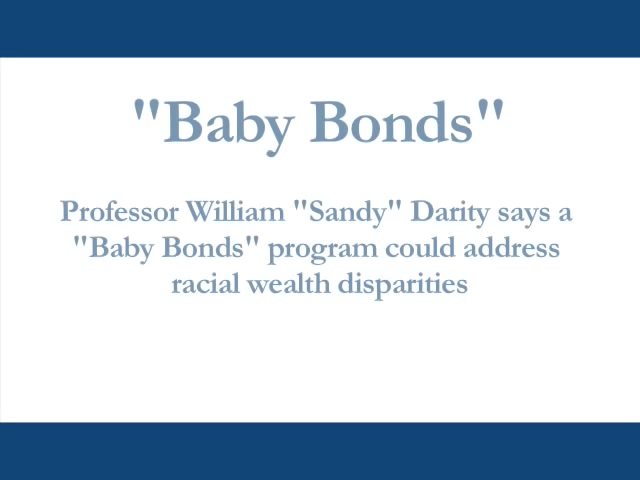 "Baby Bonds"
Professor William "Sandy" Darity says a
"Baby Bonds" program could address
racial wealth disparities